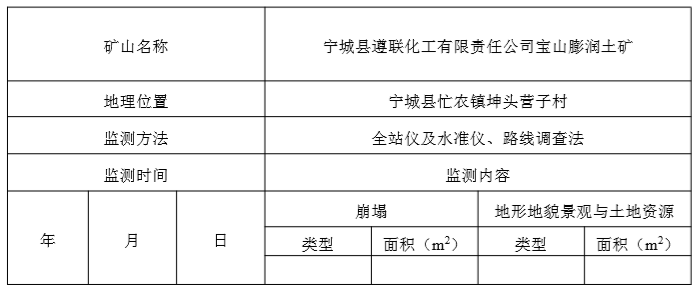 矿山名称 宁城县遵联化工有限责任公司宝山膨润土矿
地理位置 宁城县忙农镇坤头营子村
监测方法 全站仪及水准仪、路线调查法
监测时间 监测内容
年 月 日 崩塌 地形地貌景观与土地资源
类型 面积（m²） 类型 面积（m²）